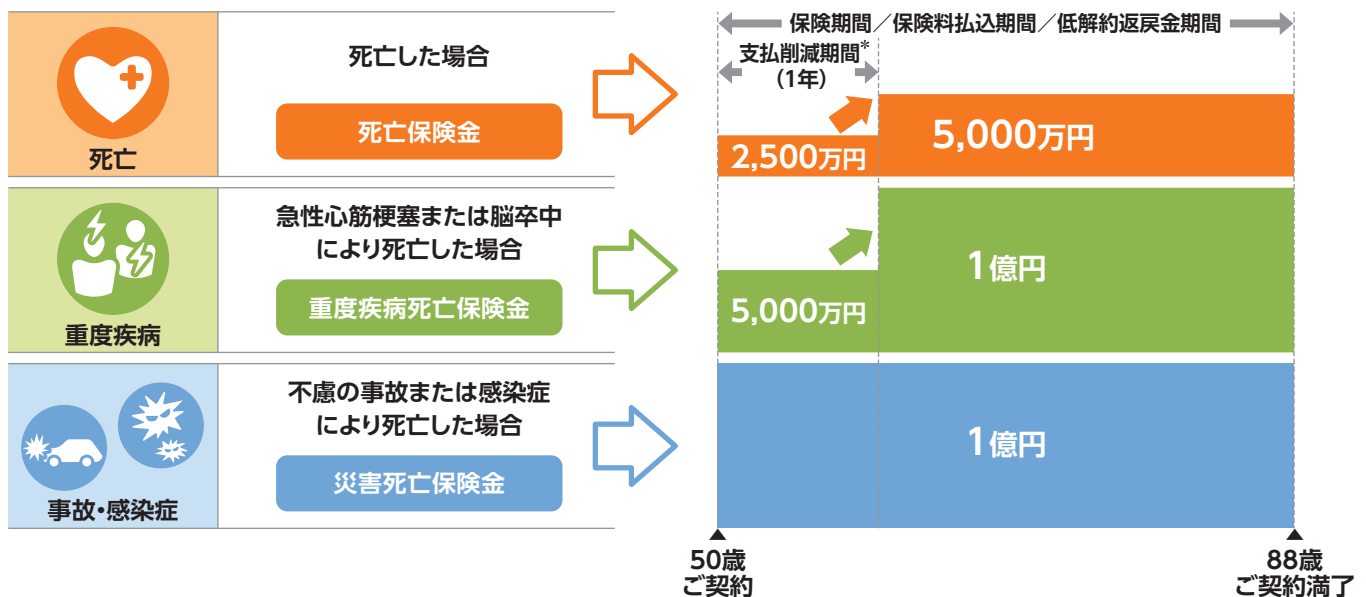 死亡
死亡した場合
死亡保険金
重度疾病
急性心筋梗塞または脳卒中
により死亡した場合
重度疾病死亡保険金
事故・感染症
不慮の事故または感染症
により死亡した場合
災害死亡保険金
保険期間／保険料払込期間／低解約返戻金期間
支払削減期間*
（1年）
2,500万円
5,000万円
5,000万円
1億円
1億円
50歳
ご契約
88歳
ご契約満了